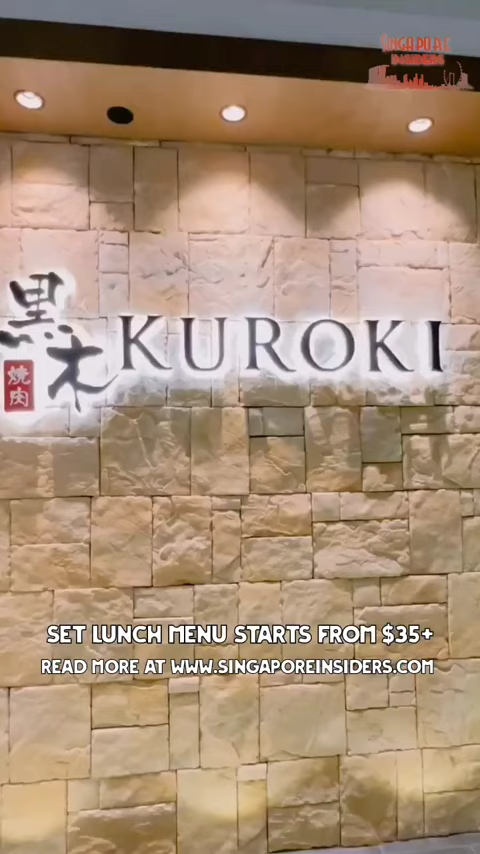 SINGAPORE
INSIDERS
黒木
焼肉
KUROKI
SET LUNCH MENU STARTS FROM $35+
READ MORE AT WWW.SINGAPOREINSIDERS.COM